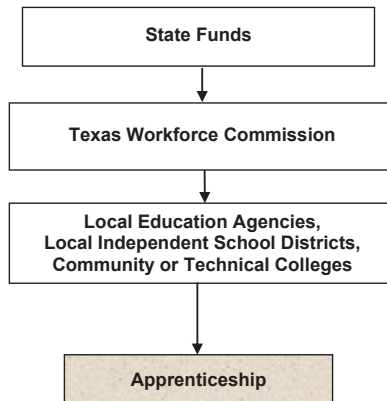 State Funds
Texas Workforce Commission
Local Education Agencies,
Local Independent School Districts,
Community or Technical Colleges
Apprenticeship